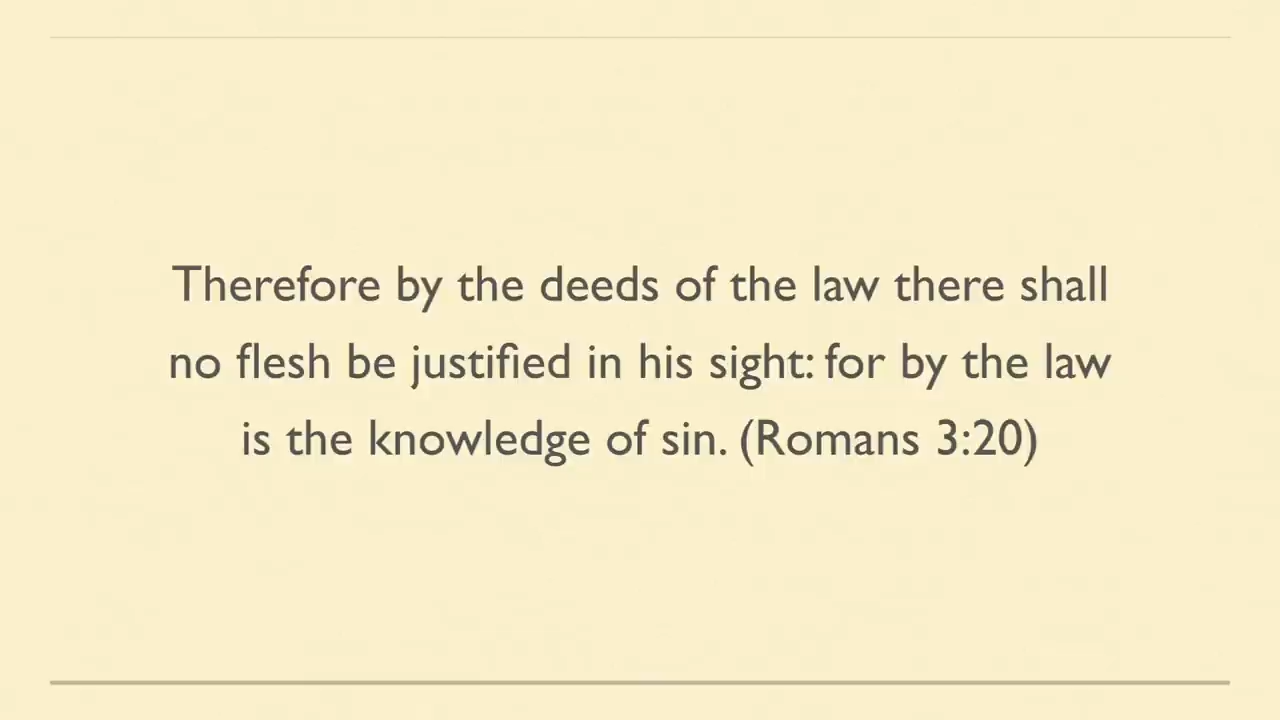 Therefore by the deeds of the law there shall
no flesh be justified in his sight: for by the law
is the knowledge of sin. (Romans 3:20)